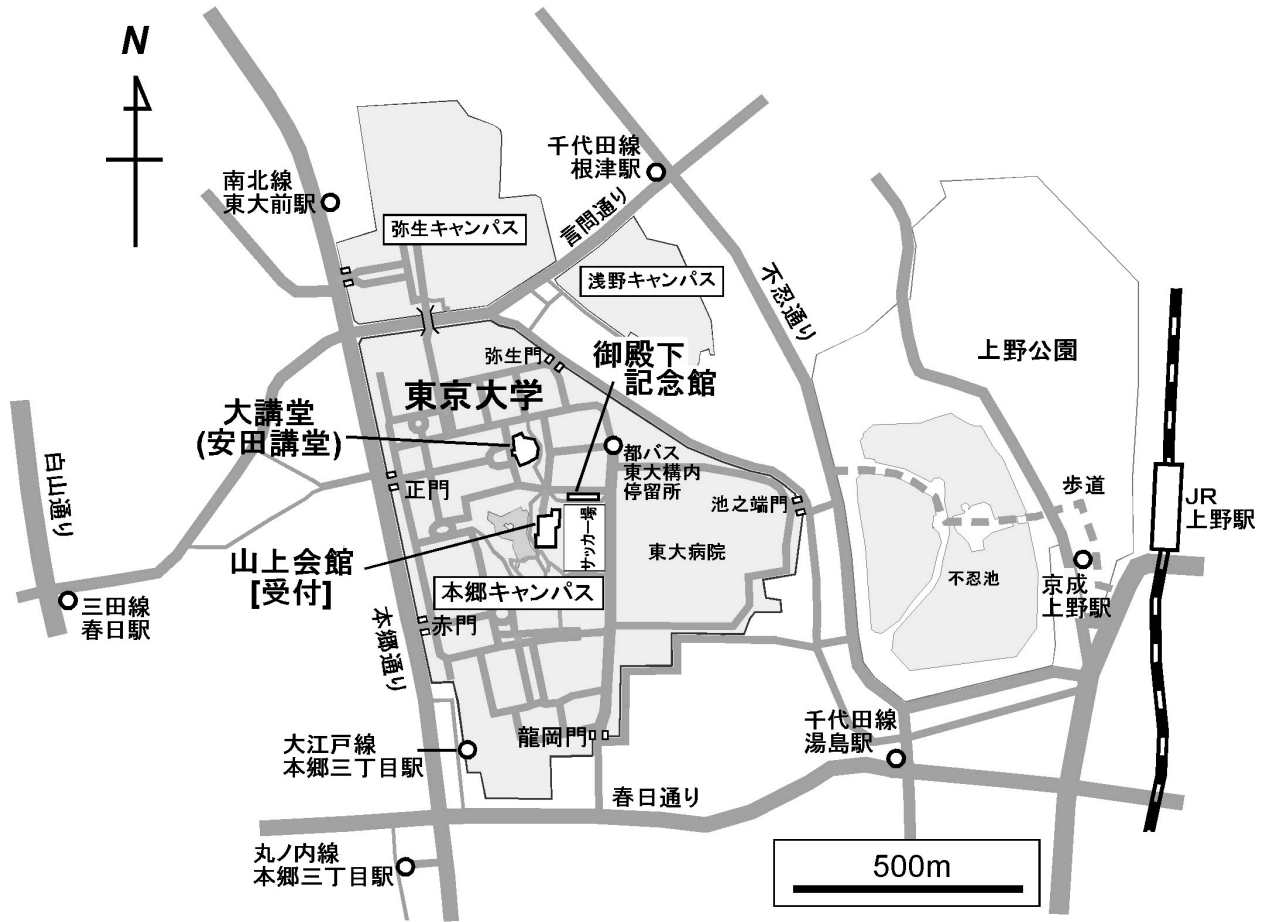 N
千代田線
根津駅
南北線
東大前駅
弥生キャンパス
言問通り
浅野キャンパス
不忍通り
上野公園
弥生門
御殿下
記念館
東京大学
大講堂
(安田講堂)
白山通り
都バス
東大構内
停留所
正門
池之端門
歩道
JR
上野駅
サッカー場
東大病院
山上会館
[受付]
不忍池
京成
上野駅
本郷キャンパス
三田線
春日駅
赤門
本郷通り
千代田線
湯島駅
龍岡門
大江戸線
本郷三丁目駅
春日通り
丸ノ内線
本郷三丁目駅
500m